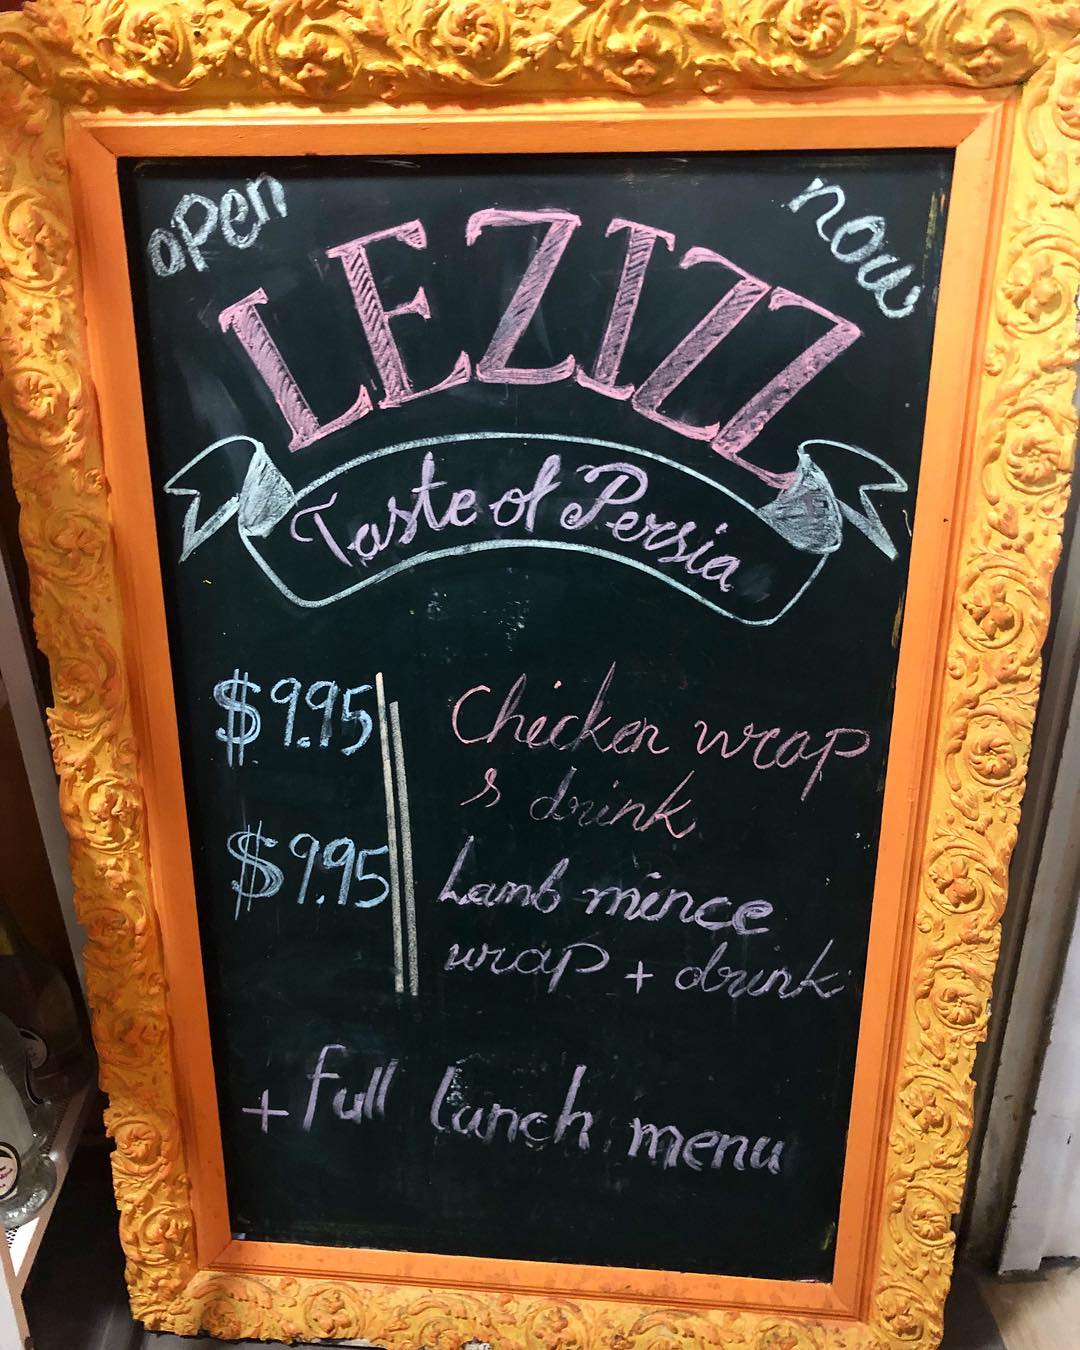 open now
LEZIZZ
Taste of Persia
$9.95 Chicken wrap
& drink
$9.95 Lamb mince
wrap + drink
+ full lunch menu